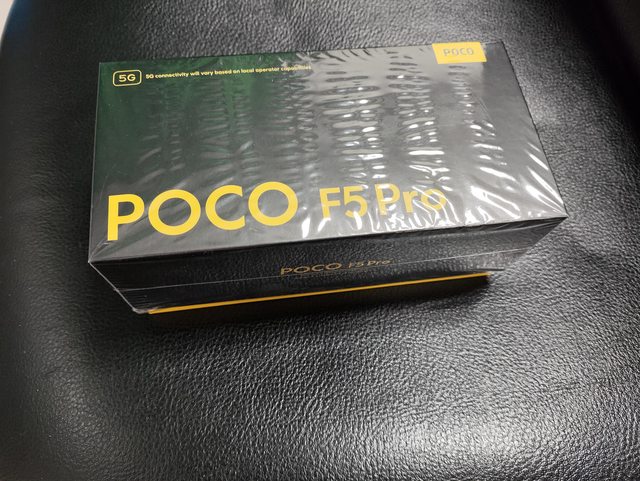 5G
5G connectivity will vary based on local operator capabilities
POCO
POCO F5 Pro
POCO F5 Pro